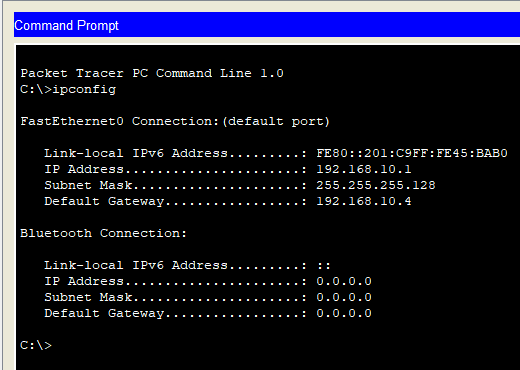 Command Prompt
Packet Tracer PC Command Line 1.0
C:\>ipconfig
FastEthernet0 Connection:(default port)
Link-local IPv6 Address.........: FE80::201:C9FF:FE45:BAB0
IP Address......................: 192.168.10.1
Subnet Mask.....................: 255.255.255.128
Default Gateway.................: 192.168.10.4
Bluetooth Connection:
Link-local IPv6 Address.........: ::
IP Address......................: 0.0.0.0
Subnet Mask.....................: 0.0.0.0
Default Gateway.................: 0.0.0.0
C:\>